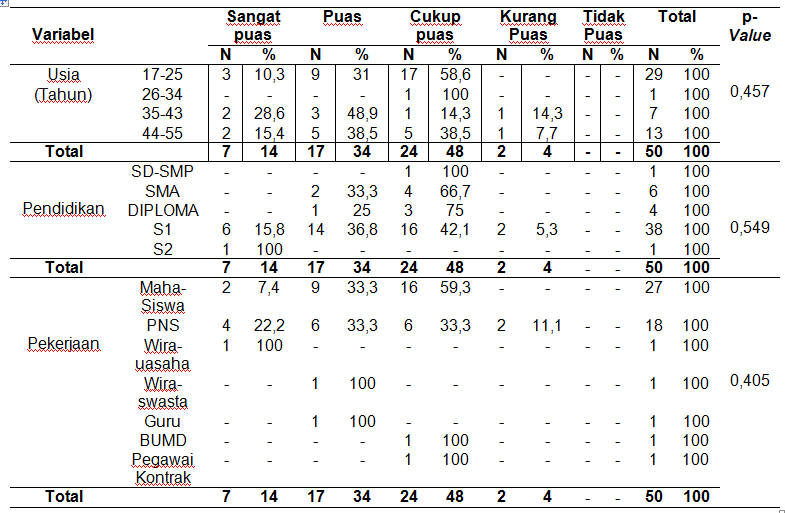 Variabel Sangat puas Puas Cukup puas Kurang Puas Tidak Puas Total p-Value
N % N % N % N % N % N %
Usia (Tahun) 17-25 3 10,3 9 31 17 58,6 - - - - 29 100 0,457
26-34 - - - - 1 100 - - - - 1 100
35-43 2 28,6 3 48,9 1 14,3 1 14,3 - - 7 100
44-55 2 15,4 5 38,5 5 38,5 1 7,7 - - 13 100
Total 7 14 17 34 24 48 2 4 - - 50 100
Pendidikan SD-SMP - - - - 1 100 - - - - 1 100 0,549
SMA - - 2 33,3 4 66,7 - - - - 6 100
DIPLOMA - - 1 25 3 75 - - - - 4 100
S1 6 15,8 14 36,8 16 42,1 2 5,3 - - 38 100
S2 1 100 - - - - - - - - 1 100
Total 7 14 17 34 24 48 2 4 - - 50 100
Pekerjaan Maha-Siswa 2 7,4 9 33,3 16 59,3 - - - - 27 100 0,405
PNS 4 22,2 6 33,3 6 33,3 2 11,1 - - 18 100
Wira-uasaha 1 100 - - - - - - - - 1 100
Wira-swasta - - 1 100 - - - - - - 1 100
Guru - - 1 100 - - - - - - 1 100
BUMD - - - - 1 100 - - - - 1 100
Pegawai Kontrak - - - - 1 100 - - - - 1 100
Total 7 14 17 34 24 48 2 4 - - 50 100